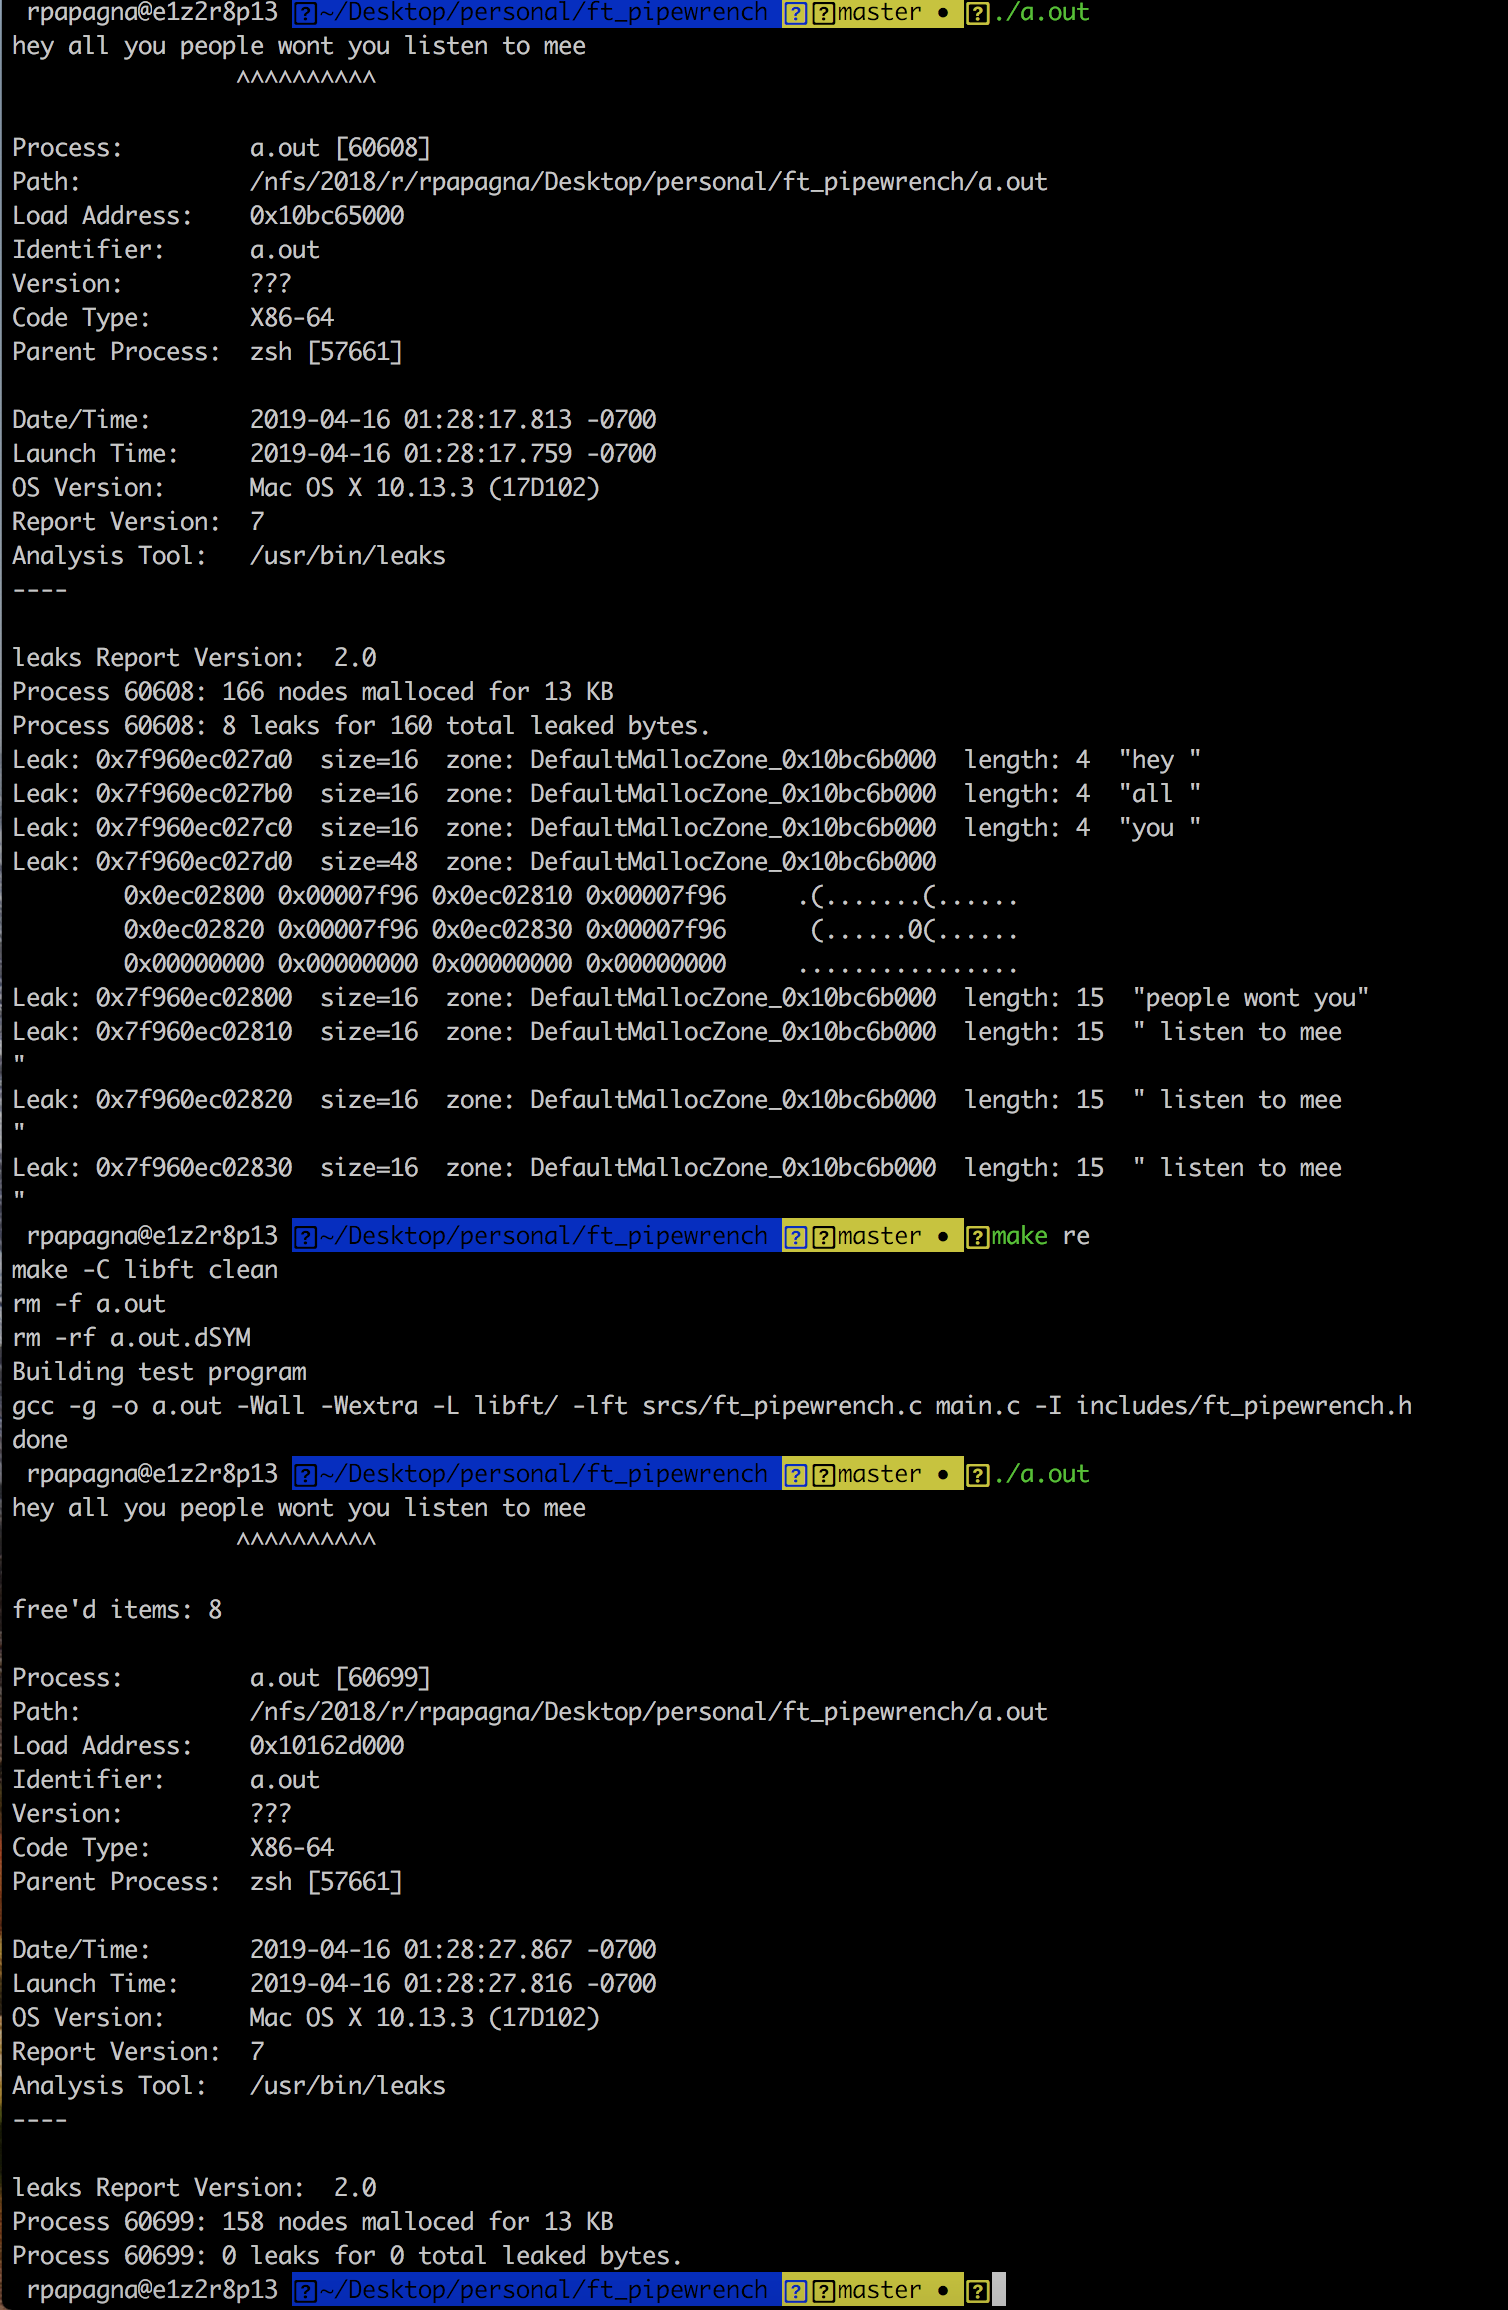 rpapagna@e1z2r8p13 ~/Desktop/personal/ft_pipewrench master • ./a.out
hey all you people wont you listen to mee
                ^^^^^^^^^^
Process:         a.out [60608]
Path:            /nfs/2018/r/rpapagna/Desktop/personal/ft_pipewrench/a.out
Load Address:    0x10bc65000
Identifier:      a.out
Version:         ???
Code Type:       X86-64
Parent Process:  zsh [57661]
Date/Time:       2019-04-16 01:28:17.813 -0700
Launch Time:     2019-04-16 01:28:17.759 -0700
OS Version:      Mac OS X 10.13.3 (17D102)
Report Version:  7
Analysis Tool:   /usr/bin/leaks
----
leaks Report Version:  2.0
Process 60608: 166 nodes malloced for 13 KB
Process 60608: 8 leaks for 160 total leaked bytes.
Leak: 0x7f960ec027a0  size=16  zone: DefaultMallocZone_0x10bc6b000  length: 4  "hey "
Leak: 0x7f960ec027b0  size=16  zone: DefaultMallocZone_0x10bc6b000  length: 4  "all "
Leak: 0x7f960ec027c0  size=16  zone: DefaultMallocZone_0x10bc6b000  length: 4  "you "
Leak: 0x7f960ec027d0  size=48  zone: DefaultMallocZone_0x10bc6b000
        0x0ec02800 0x00007f96 0x0ec02810 0x00007f96     .(.......(......
        0x0ec02820 0x00007f96 0x0ec02830 0x00007f96      (......0(......
        0x00000000 0x00000000 0x00000000 0x00000000     ................
Leak: 0x7f960ec02800  size=16  zone: DefaultMallocZone_0x10bc6b000  length: 15  "people wont you"
Leak: 0x7f960ec02810  size=16  zone: DefaultMallocZone_0x10bc6b000  length: 15  " listen to mee
"
Leak: 0x7f960ec02820  size=16  zone: DefaultMallocZone_0x10bc6b000  length: 15  " listen to mee
"
Leak: 0x7f960ec02830  size=16  zone: DefaultMallocZone_0x10bc6b000  length: 15  " listen to mee
"
rpapagna@e1z2r8p13 ~/Desktop/personal/ft_pipewrench master • make re
make -C libft clean
rm -f a.out
rm -rf a.out.dSYM
Building test program
gcc -g -o a.out -Wall -Wextra -L libft/ -lft srcs/ft_pipewrench.c main.c -I includes/ft_pipewrench.h
done
rpapagna@e1z2r8p13 ~/Desktop/personal/ft_pipewrench master • ./a.out
hey all you people wont you listen to mee
                ^^^^^^^^^^
free'd items: 8
Process:         a.out [60699]
Path:            /nfs/2018/r/rpapagna/Desktop/personal/ft_pipewrench/a.out
Load Address:    0x10162d000
Identifier:      a.out
Version:         ???
Code Type:       X86-64
Parent Process:  zsh [57661]
Date/Time:       2019-04-16 01:28:27.867 -0700
Launch Time:     2019-04-16 01:28:27.816 -0700
OS Version:      Mac OS X 10.13.3 (17D102)
Report Version:  7
Analysis Tool:   /usr/bin/leaks
----
leaks Report Version:  2.0
Process 60699: 158 nodes malloced for 13 KB
Process 60699: 0 leaks for 0 total leaked bytes.
rpapagna@e1z2r8p13 ~/Desktop/personal/ft_pipewrench master •